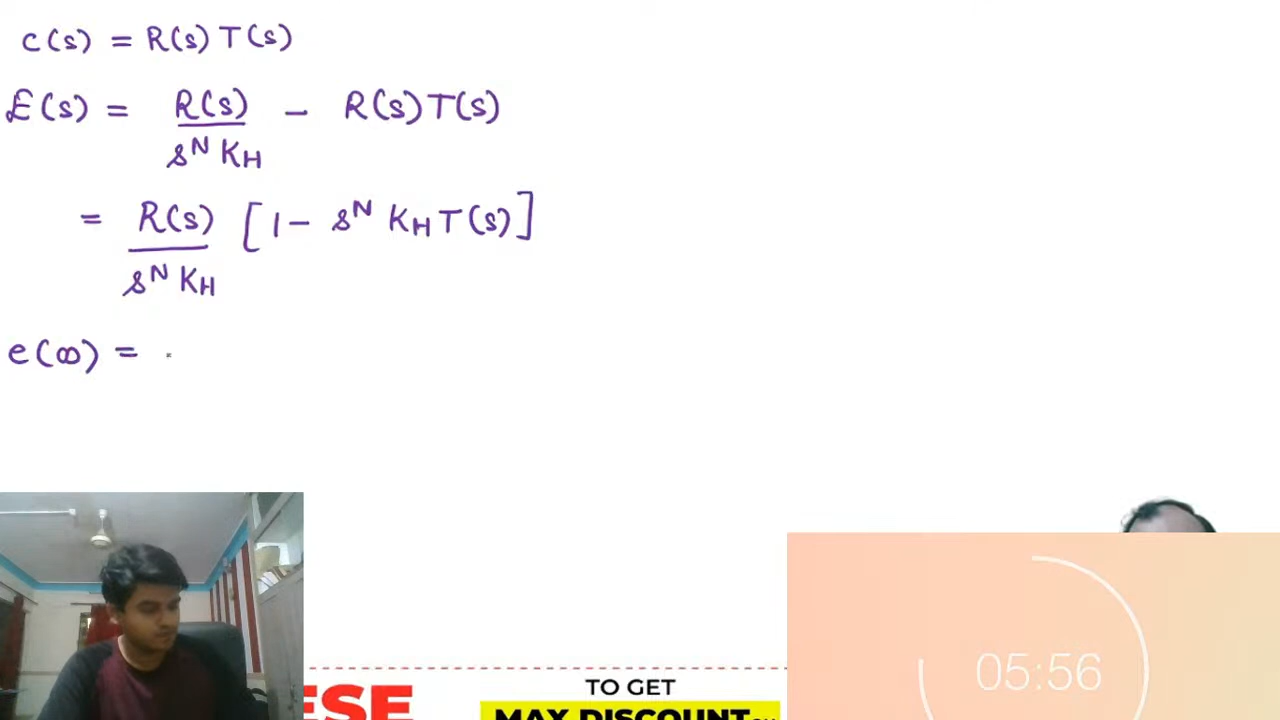 c(s) = R(s) T(s)
E(s) = R(s) / s^N K_H - R(s) T(s)
= R(s) / s^N K_H [1 - s^N K_H T(s)]
e(∞) =
05:56
TO GET
ESE
MAX DISCOUNT